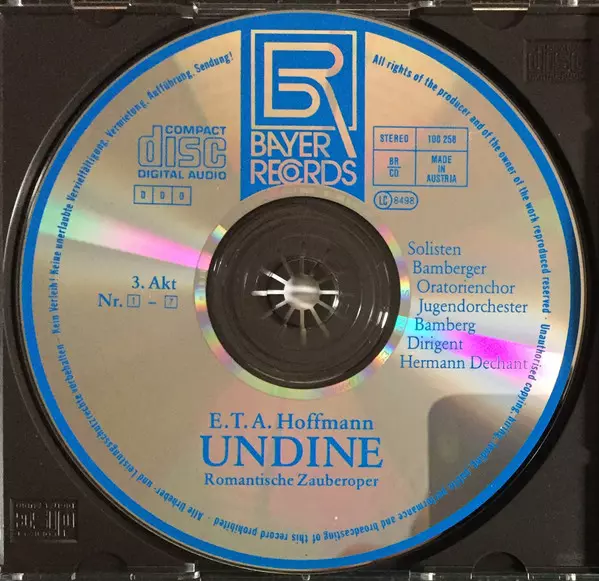 BAYER
RECORDS
COMPACT
disc
DIGITAL AUDIO
D D D
STEREO 100 258
BR CD MADE IN AUSTRIA
LC 8498
3. Akt
Nr. 1 – 7
Solisten
Bamberger
Oratorienchor
Jugendorchester
Bamberg
Dirigent
Hermann Dechant
E.T.A. Hoffmann
UNDINE
Romantische Zauberoper
All rights of the producer and of the owner of the work reproduced reserved · Unauthorised copying, hiring, lending, public performance and broadcasting of this record prohibited ·
Alle Urheber- und Leistungsschutzrechte vorbehalten · Kein Verleih! Keine unerlaubte Vervielfältigung, Vermietung, Aufführung, Sendung!